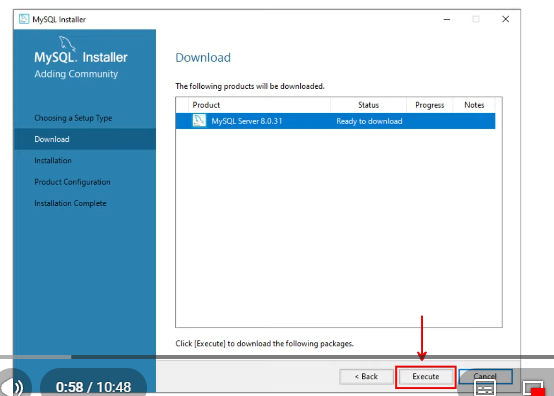 MySQL Installer
MySQL. Installer
Adding Community
Choosing a Setup Type
Download
Installation
Product Configuration
Installation Complete
Download
The following products will be downloaded.
Product Status Progress Notes
MySQL Server 8.0.31 Ready to download
Click [Execute] to download the following packages.
< Back Execute Cancel
0:58 / 10:48